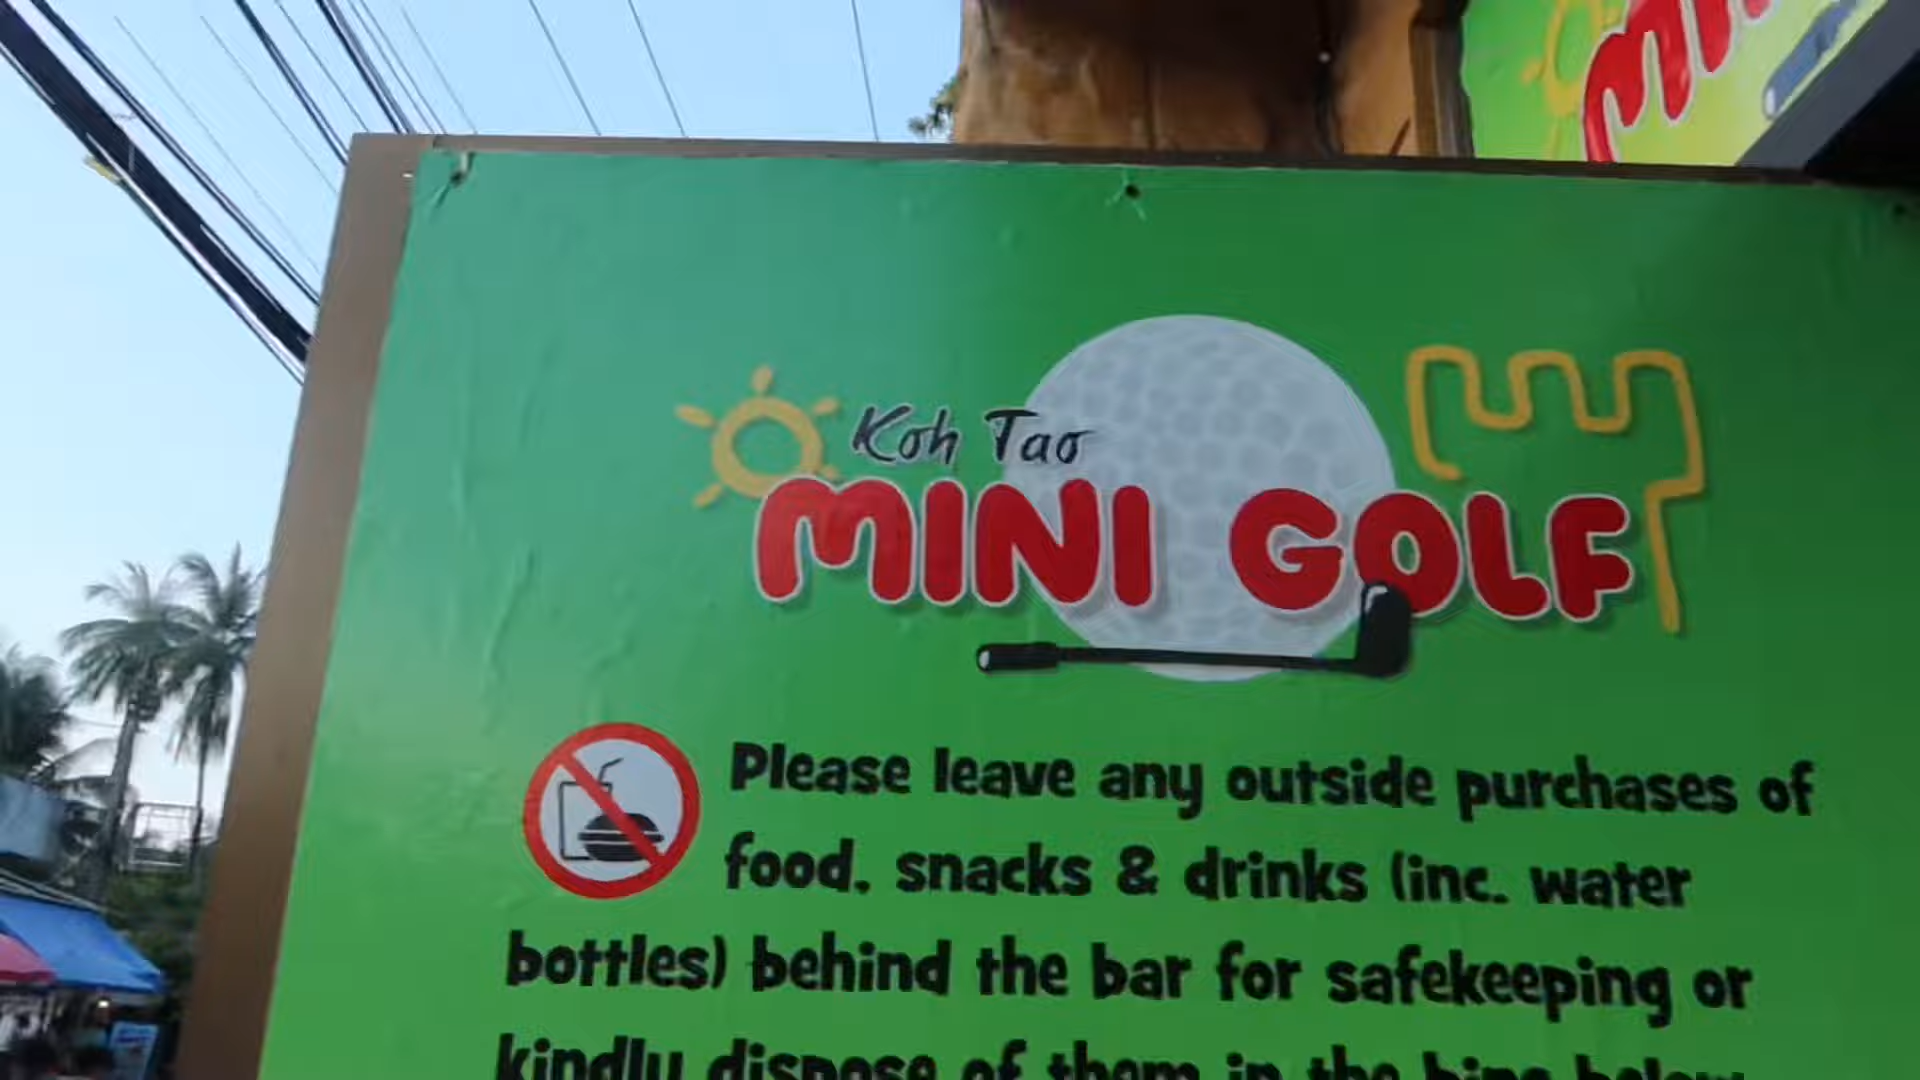 Koh Tao
MINI GOLF
Please leave any outside purchases of
food, snacks & drinks (inc. water
bottles) behind the bar for safekeeping or
kindly dispose of them in the bins below